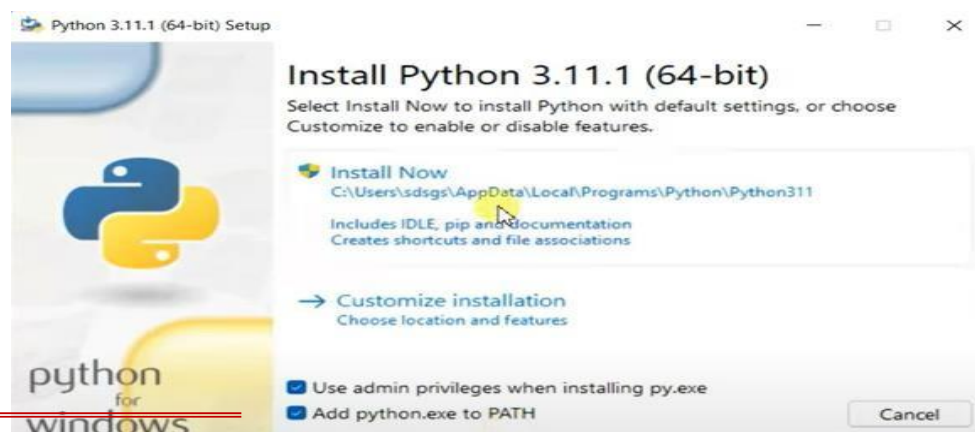 Python 3.11.1 (64-bit) Setup
Install Python 3.11.1 (64-bit)
Select Install Now to install Python with default settings, or choose
Customize to enable or disable features.
Install Now
C:\Users\sdsgs\AppData\Local\Programs\Python\Python311
Includes IDLE, pip and documentation
Creates shortcuts and file associations
Customize installation
Choose location and features
python
for
windows
Use admin privileges when installing py.exe
Add python.exe to PATH
Cancel